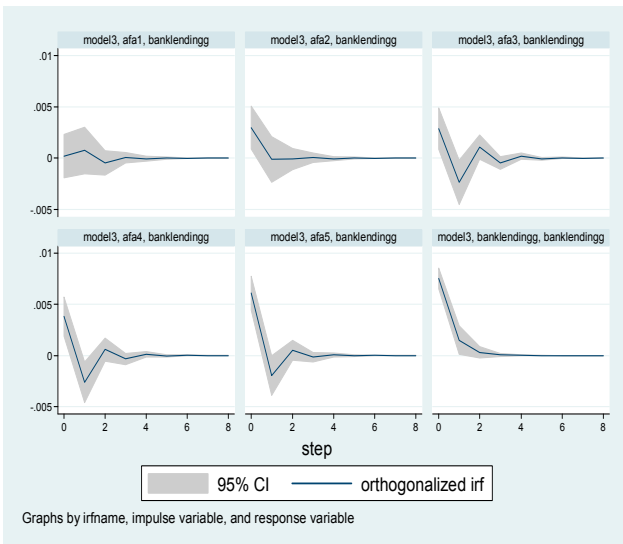 model3, afa1, banklendingg
model3, afa2, banklendingg
model3, afa3, banklendingg
.01
.005
0
-.005
model3, afa4, banklendingg
model3, afa5, banklendingg
model3, banklendingg, banklendingg
.01
.005
0
-.005
0 2 4 6 8
0 2 4 6 8
0 2 4 6 8
step
95% CI
orthogonalized irf
Graphs by irfname, impulse variable, and response variable